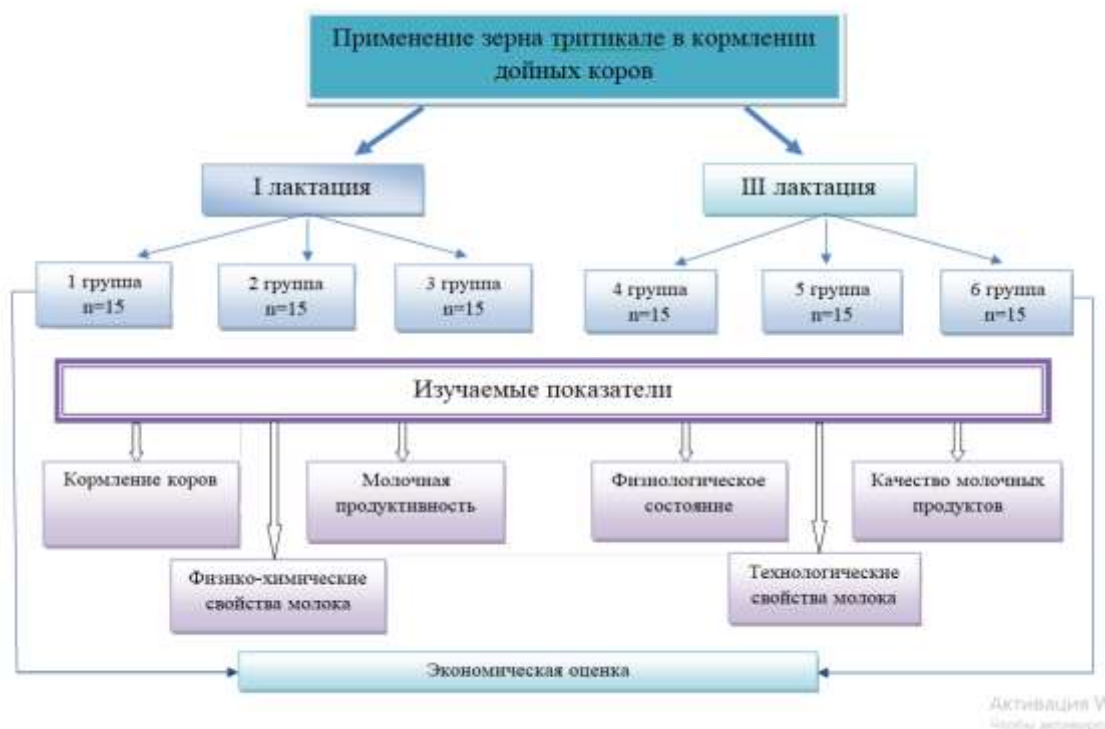 Применение зерна тритикале в кормлении
дойных коров
I лактация
III лактация
1 группа
n=15
2 группа
n=15
3 группа
n=15
4 группа
n=15
5 группа
n=15
6 группа
n=15
Изучаемые показатели
Кормление коров
Молочная
продуктивность
Физиологическое
состояние
Качество молочных
продуктов
Физико-химические
свойства молока
Технологические
свойства молока
Экономическая оценка
Активация W
Чтобы